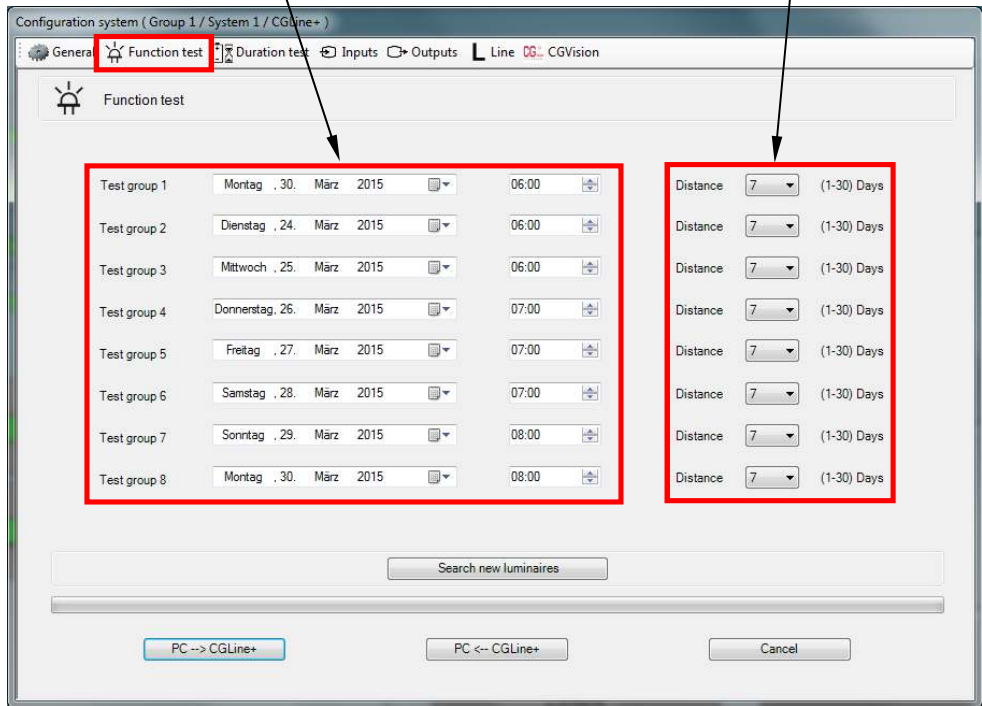 Configuration system ( Group 1 / System 1 / CGLine+ )
General Function test Duration test Inputs Outputs Line CGVision
Function test
Test group 1 Montag , 30. März 2015 06:00 Distance 7 (1-30) Days
Test group 2 Dienstag , 24. März 2015 06:00 Distance 7 (1-30) Days
Test group 3 Mittwoch , 25. März 2015 06:00 Distance 7 (1-30) Days
Test group 4 Donnerstag, 26. März 2015 07:00 Distance 7 (1-30) Days
Test group 5 Freitag , 27. März 2015 07:00 Distance 7 (1-30) Days
Test group 6 Samstag , 28. März 2015 07:00 Distance 7 (1-30) Days
Test group 7 Sonntag , 29. März 2015 08:00 Distance 7 (1-30) Days
Test group 8 Montag , 30. März 2015 08:00 Distance 7 (1-30) Days
Search new luminaires
PC --> CGLine+ PC <-- CGLine+ Cancel